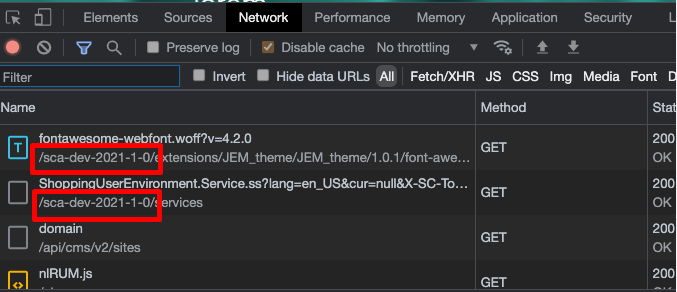 Elements Sources Network Performance Memory Application Security
Preserve log Disable cache No throttling
Filter Invert Hide data URLs All Fetch/XHR JS CSS Img Media Font
Name Method
fontawesome-webfont.woff?v=4.2.0
/sca-dev-2021-1-0/extensions/JEM_theme/JEM_theme/1.0.1/font-awe…
GET
200
OK
ShoppingUserEnvironment.Service.ss?lang=en_US&cur=null&X-SC-To…
/sca-dev-2021-1-0/services
GET
200
OK
domain
/api/cms/v2/sites
GET
200
OK
T
nlRUM.js
GET
200